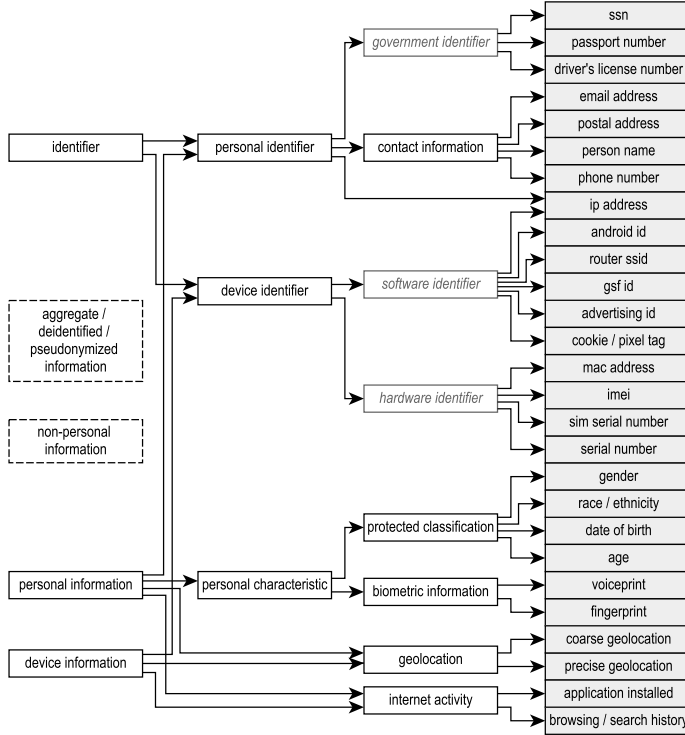 ssn
government identifier
passport number
driver's license number
email address
postal address
identifier
personal identifier
contact information
person name
phone number
ip address
android id
router ssid
device identifier
software identifier
gsf id
advertising id
aggregate /
deidentified /
pseudonymized
information
cookie / pixel tag
mac address
hardware identifier
imei
sim serial number
non-personal
information
serial number
gender
race / ethnicity
protected classification
date of birth
age
personal information
personal characteristic
biometric information
voiceprint
fingerprint
coarse geolocation
device information
geolocation
precise geolocation
internet activity
application installed
browsing / search history